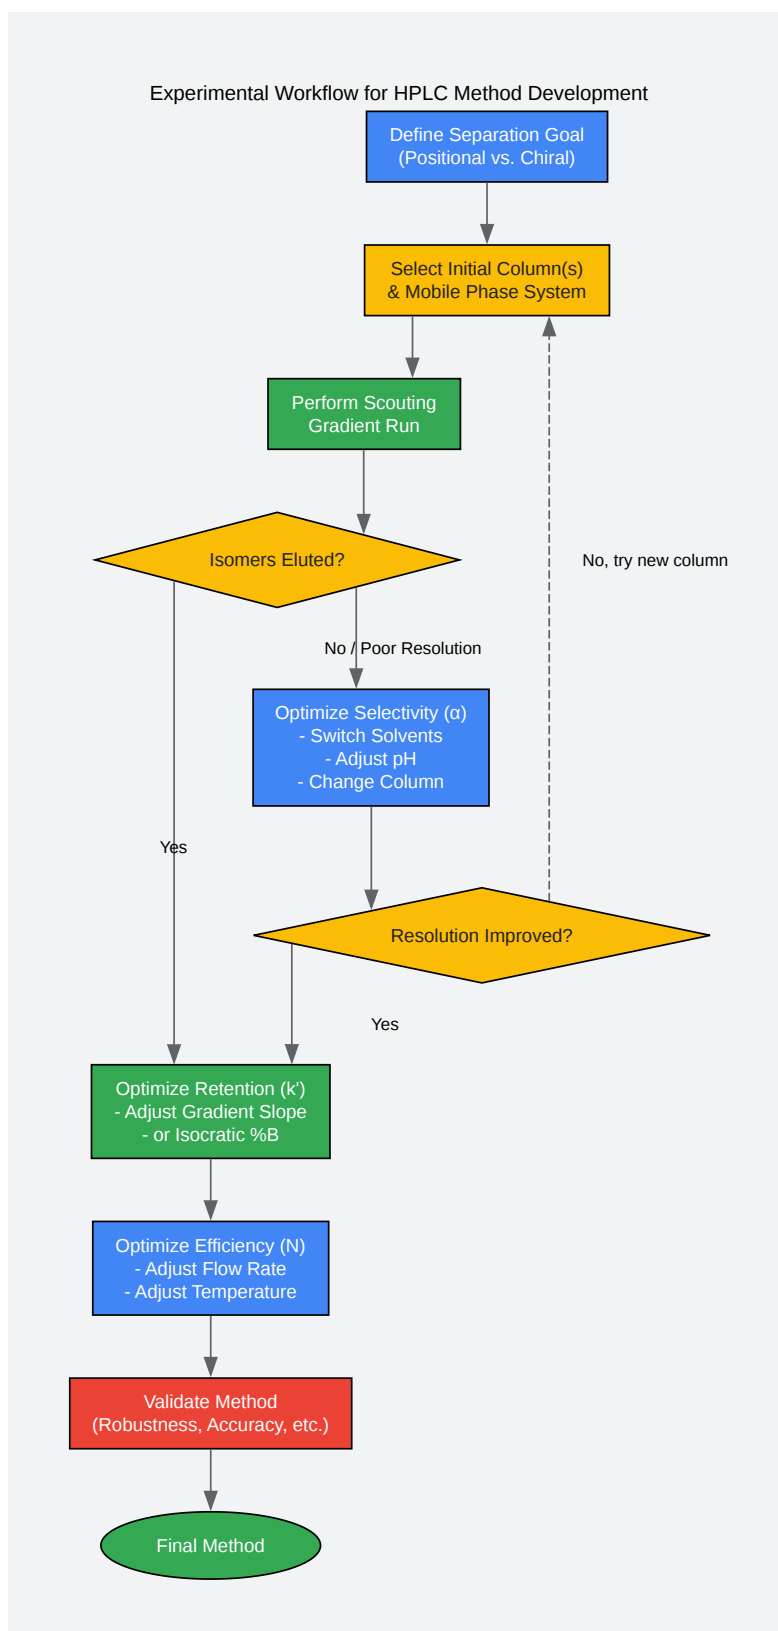 Experimental Workflow for HPLC Method Development
Define Separation Goal
(Positional vs. Chiral)
Select Initial Column(s)
& Mobile Phase System
Perform Scouting
Gradient Run
Isomers Eluted?
No, try new column
No / Poor Resolution
Optimize Selectivity (α)
- Switch Solvents
- Adjust pH
- Change Column
Yes
Resolution Improved?
Yes
Optimize Retention (k')
- Adjust Gradient Slope
- or Isocratic %B
Optimize Efficiency (N)
- Adjust Flow Rate
- Adjust Temperature
Validate Method
(Robustness, Accuracy, etc.)
Final Method